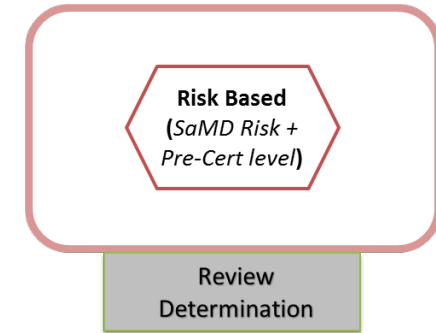 Risk Based
(SaMD Risk +
Pre-Cert level)
Review
Determination